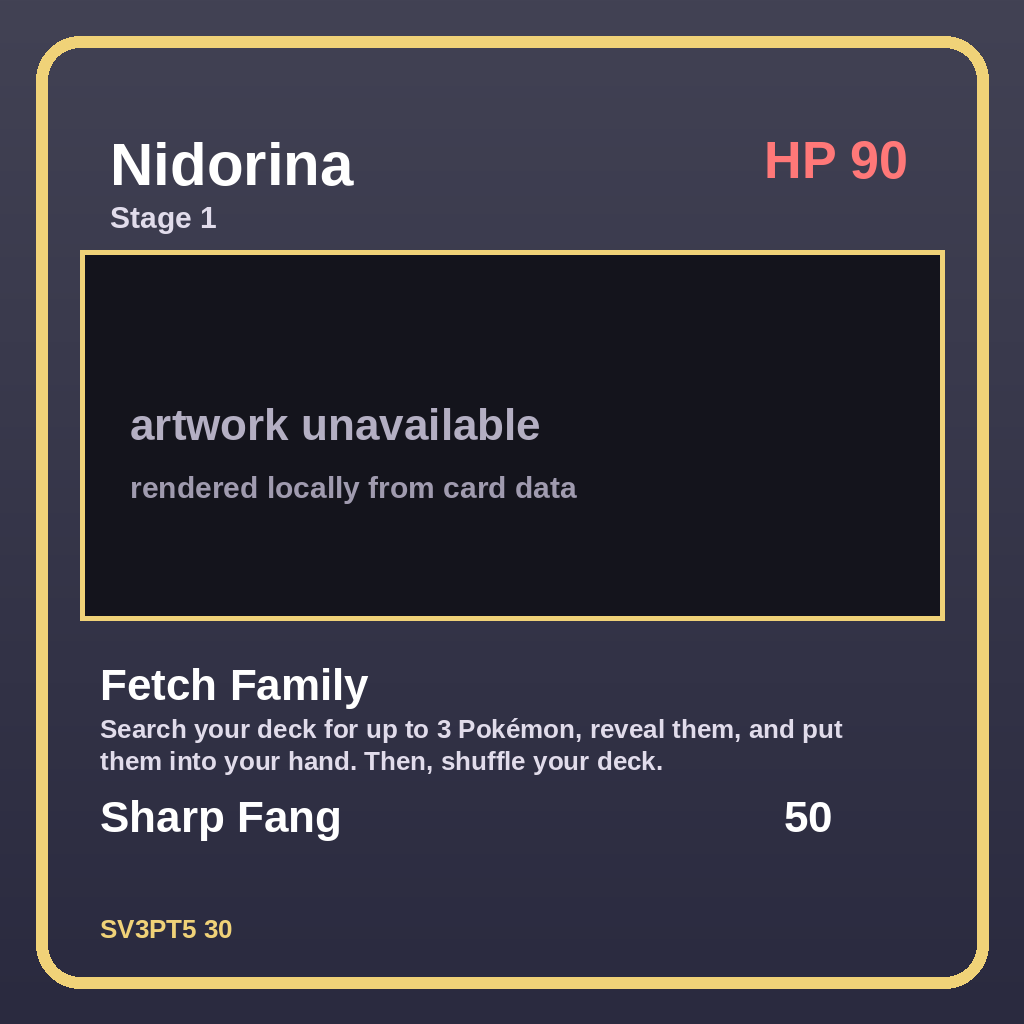 Nidorina
HP 90
Stage 1
artwork unavailable
rendered locally from card data
Fetch Family
Search your deck for up to 3 Pokémon, reveal them, and put
them into your hand. Then, shuffle your deck.
Sharp Fang 50
SV3PT5 30